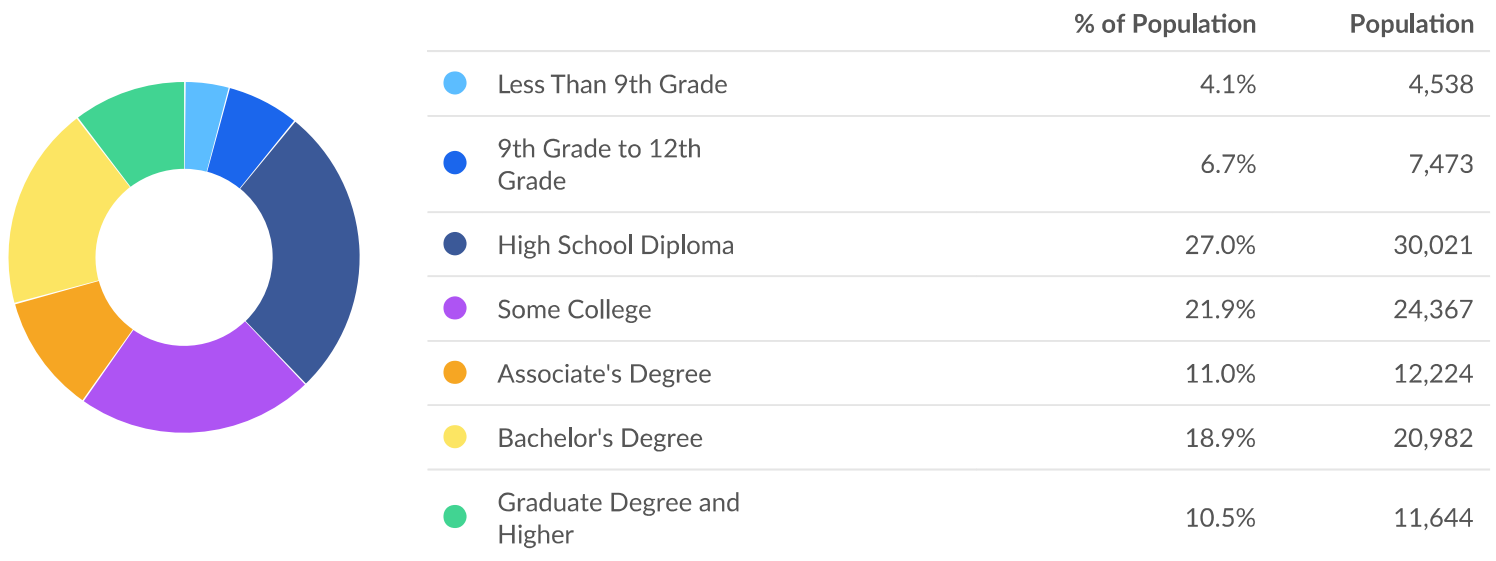 % of Population Population
Less Than 9th Grade 4.1% 4,538
9th Grade to 12th
Grade 6.7% 7,473
High School Diploma 27.0% 30,021
Some College 21.9% 24,367
Associate's Degree 11.0% 12,224
Bachelor's Degree 18.9% 20,982
Graduate Degree and
Higher 10.5% 11,644